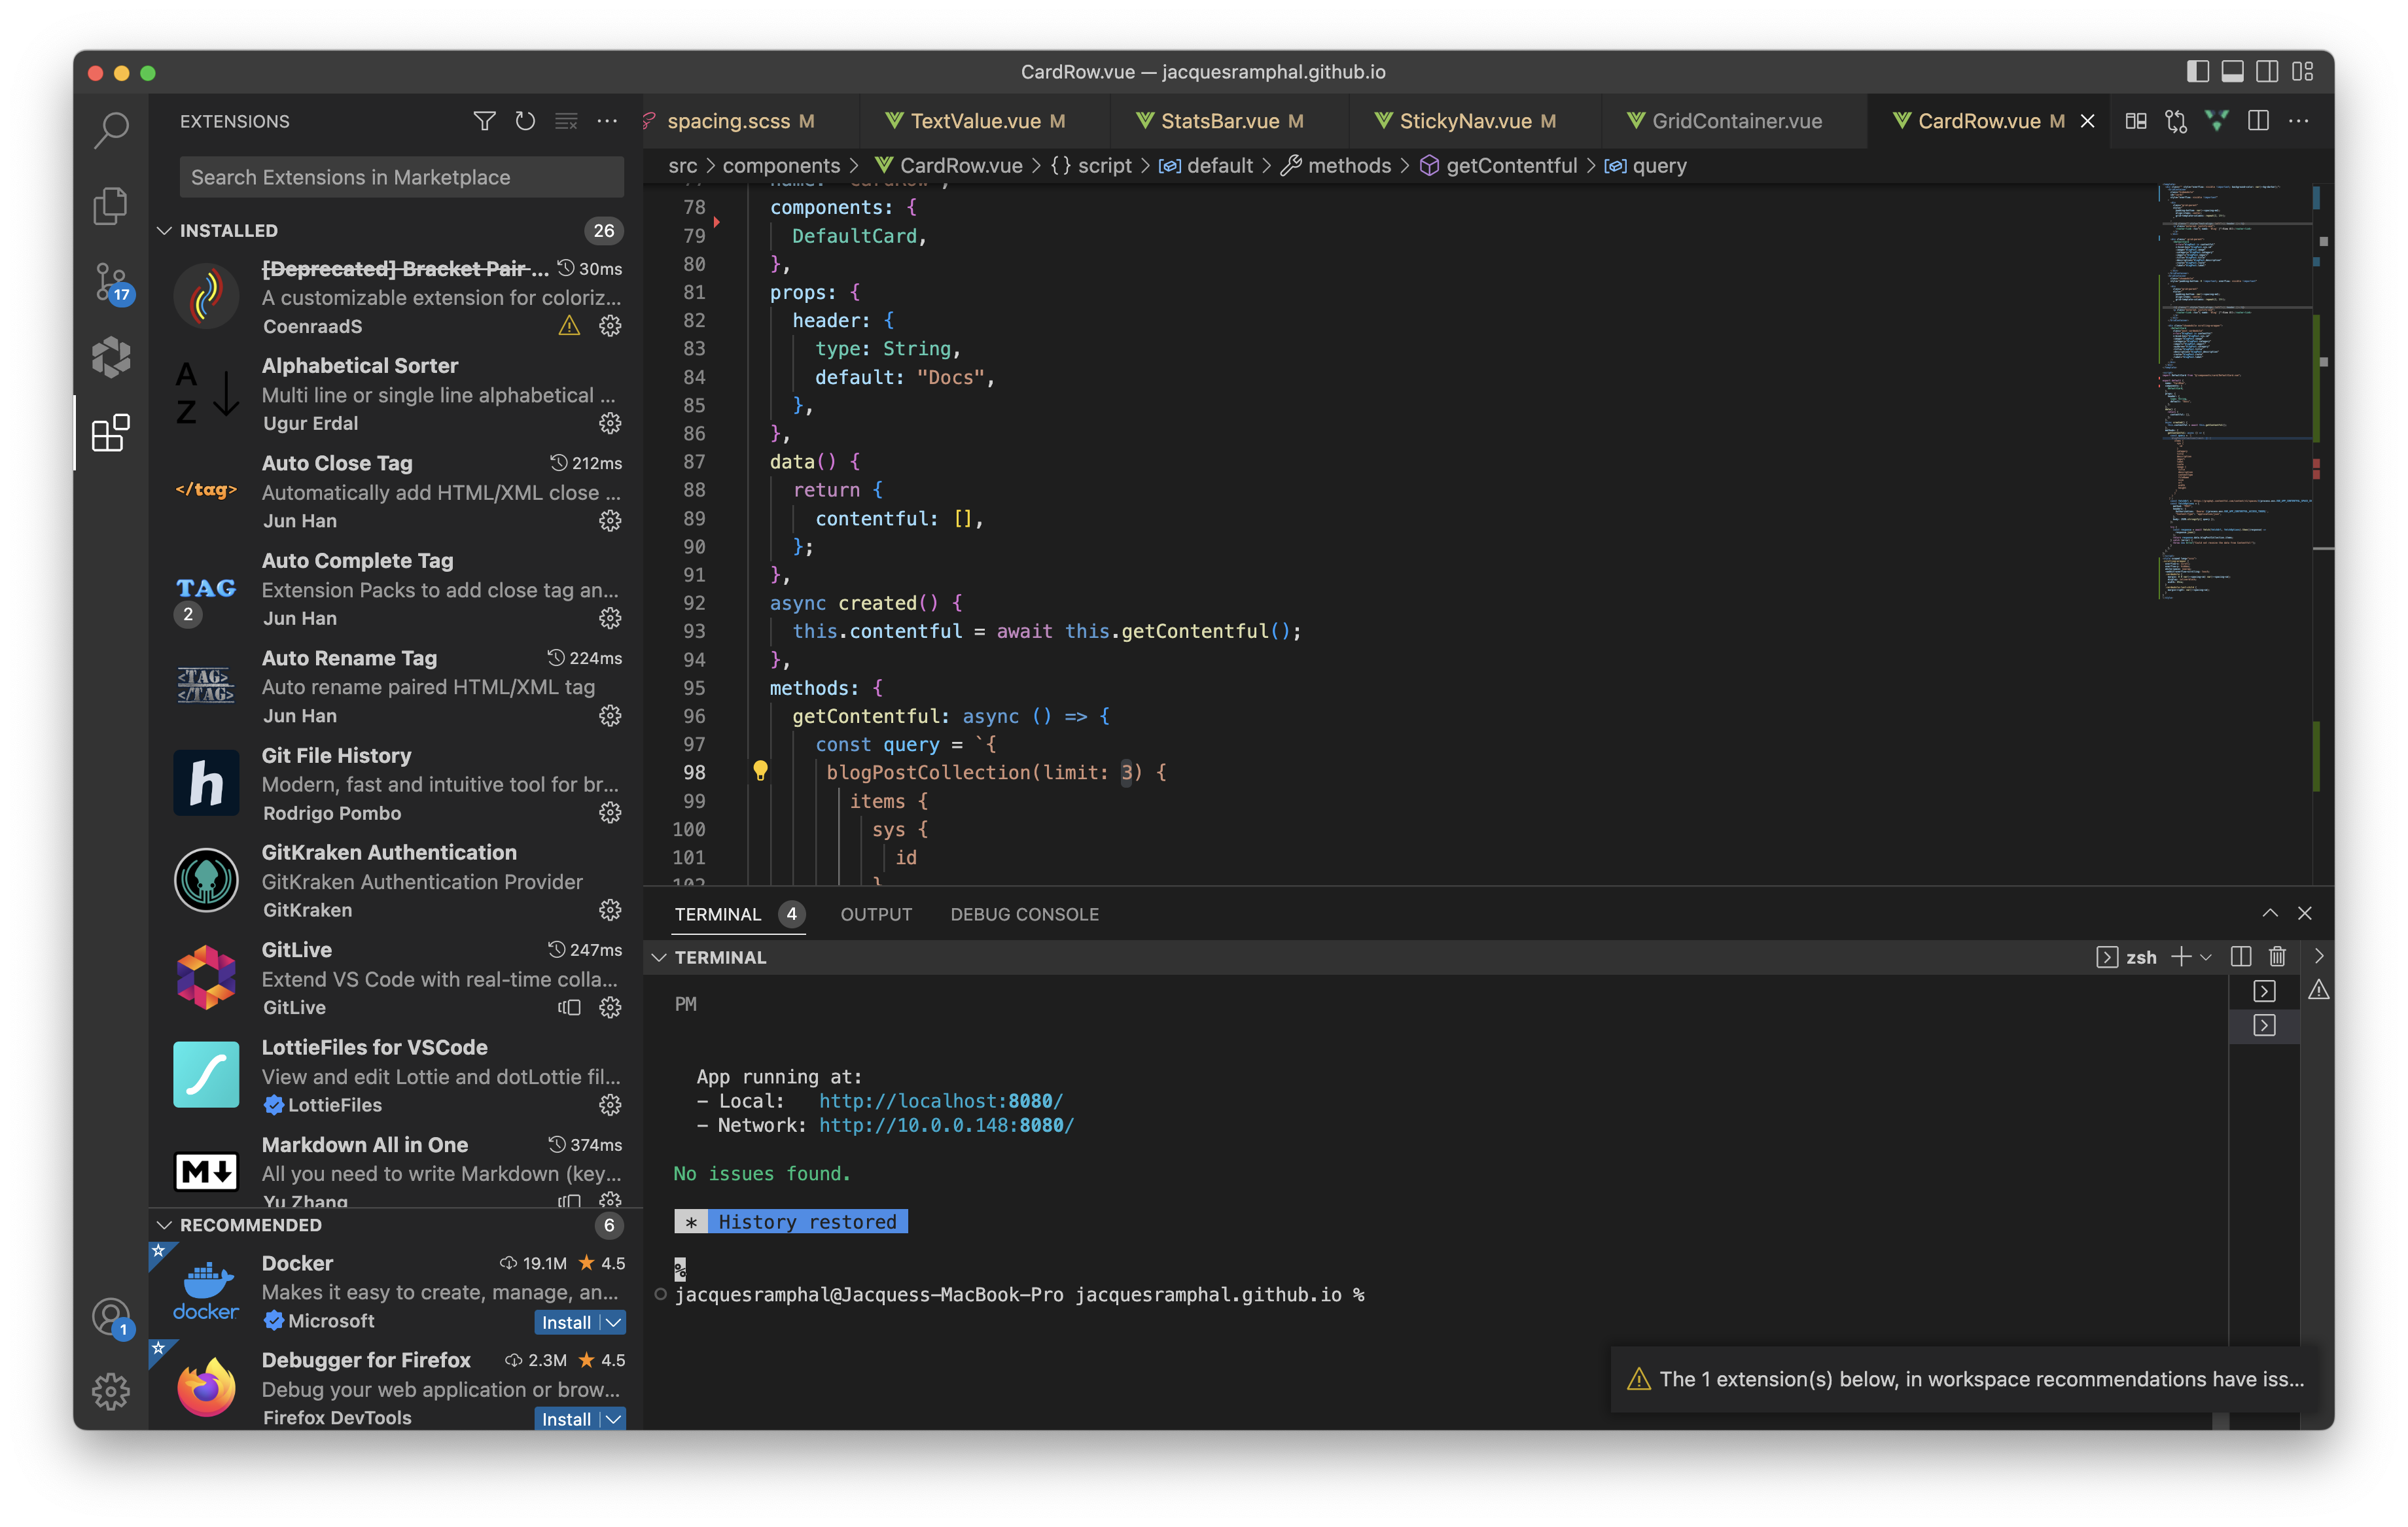 CardRow.vue — jacquesramphal.github.io
EXTENSIONS
Search Extensions in Marketplace
INSTALLED 26
[Deprecated] Bracket Pair ... 30ms
A customizable extension for coloriz...
CoenraadS
A Z
Alphabetical Sorter
Multi line or single line alphabetical ...
Ugur Erdal
</tag>
Auto Close Tag 212ms
Automatically add HTML/XML close ...
Jun Han
TAG
2
Auto Complete Tag
Extension Packs to add close tag an...
Jun Han
<TAG>
</TAG>
Auto Rename Tag 224ms
Auto rename paired HTML/XML tag
Jun Han
h
Git File History
Modern, fast and intuitive tool for br...
Rodrigo Pombo
GitKraken Authentication
GitKraken Authentication Provider
GitKraken
GitLive 247ms
Extend VS Code with real-time colla...
GitLive
LottieFiles for VSCode
View and edit Lottie and dotLottie fil...
LottieFiles
M
Markdown All in One 374ms
All you need to write Markdown (key...
Yu Zhang
RECOMMENDED 6
docker
Docker 19.1M 4.5
Makes it easy to create, manage, an...
Microsoft Install
Debugger for Firefox 2.3M 4.5
Debug your web application or brow...
Firefox DevTools Install
17
1
spacing.scss M TextValue.vue M StatsBar.vue M StickyNav.vue M GridContainer.vue CardRow.vue M
src > components > CardRow.vue > {} script > default > methods > getContentful > query
77 name: "CardRow",
78 components: {
79 DefaultCard,
80 },
81 props: {
82 header: {
83 type: String,
84 default: "Docs",
85 },
86 },
87 data() {
88 return {
89 contentful: [],
90 };
91 },
92 async created() {
93 this.contentful = await this.getContentful();
94 },
95 methods: {
96 getContentful: async () => {
97 const query = `{
98 blogPostCollection(limit: 3) {
99 items {
100 sys {
101 id
102 }
TERMINAL 4 OUTPUT DEBUG CONSOLE
TERMINAL zsh
PM
App running at:
- Local: http://localhost:8080/
- Network: http://10.0.0.148:8080/
No issues found.
* History restored
%
jacquesramphal@Jacquess-MacBook-Pro jacquesramphal.github.io %
The 1 extension(s) below, in workspace recommendations have iss...